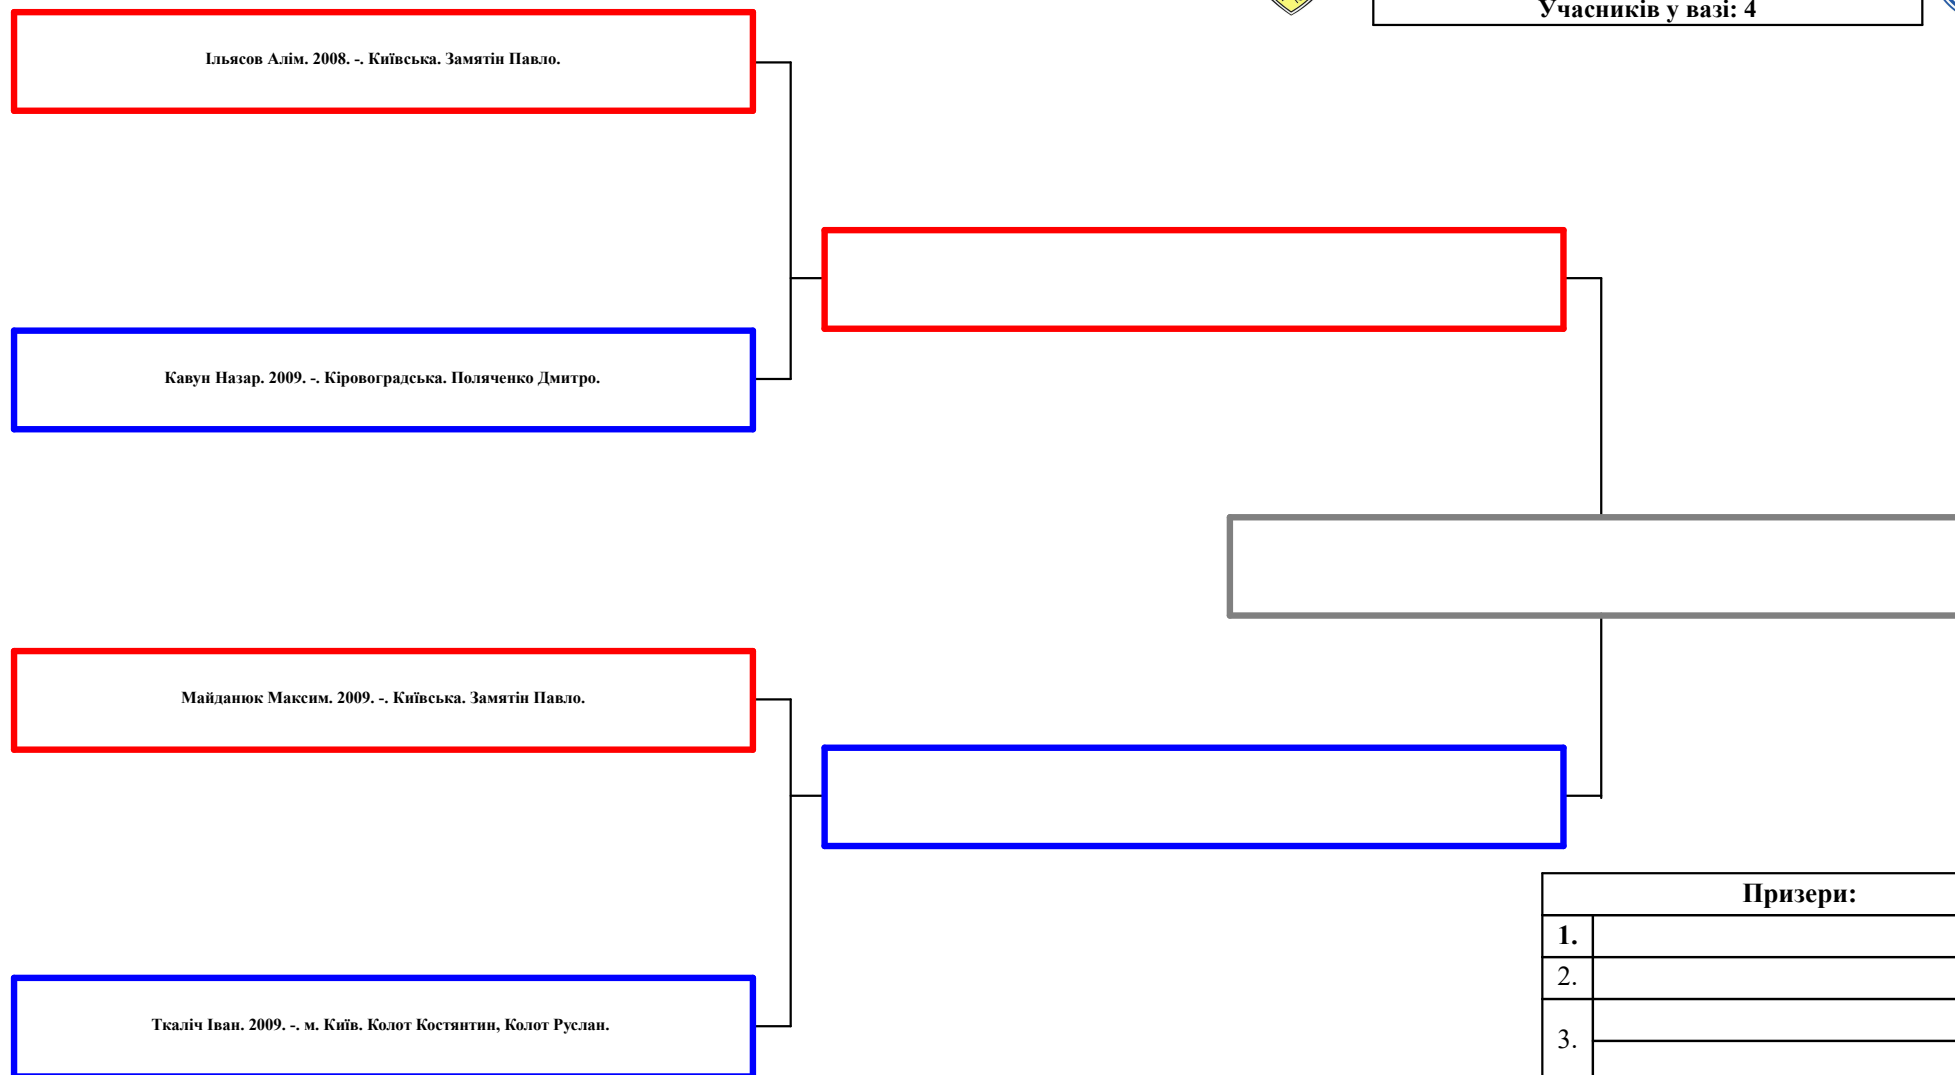 Учасників у вазі: 4
Ільясов Алім. 2008. -. Київська. Замятін Павло.
Кавун Назар. 2009. -. Кіровоградська. Поляченко Дмитро.
Майданюк Максим. 2009. -. Київська. Замятін Павло.
Ткаліч Іван. 2009. -. м. Київ. Колот Костянтин, Колот Руслан.
Призери:
1.
2.
3.